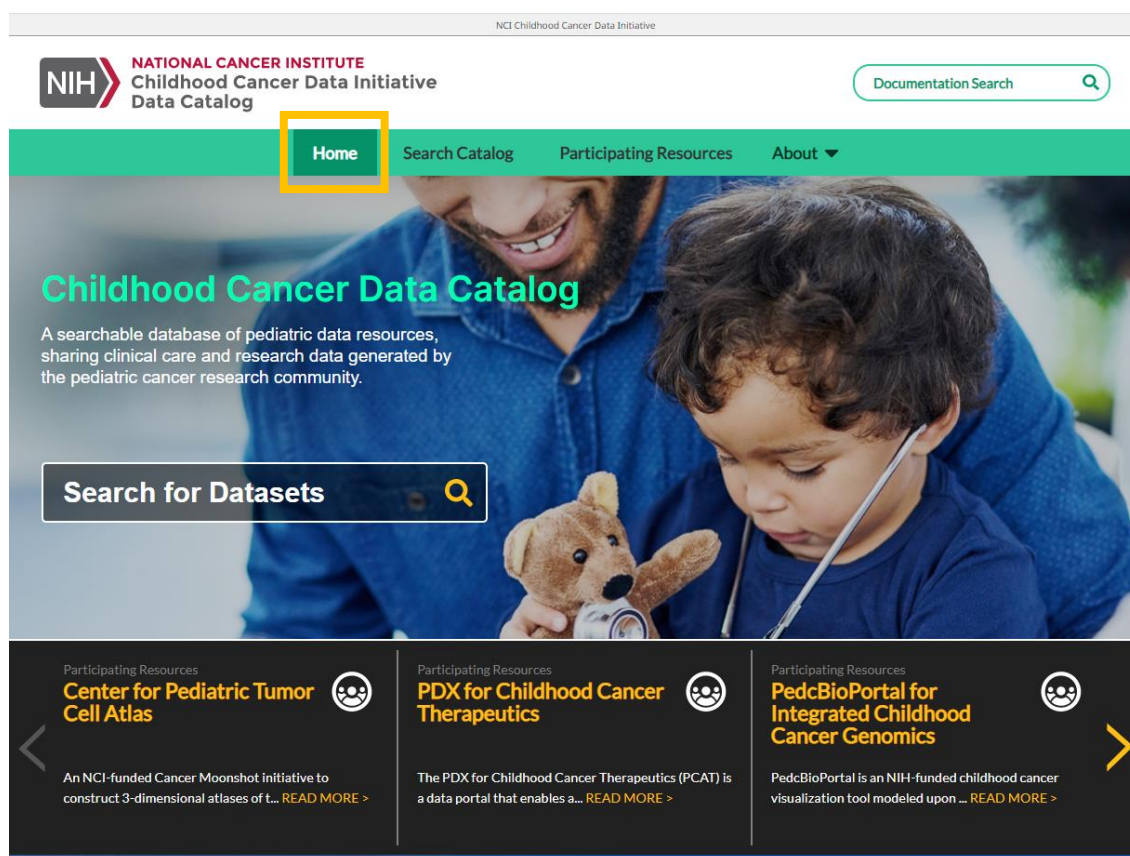 NCI Childhood Cancer Data Initiative
NIH
NATIONAL CANCER INSTITUTE
Childhood Cancer Data Initiative
Data Catalog
Documentation Search
Home
Search Catalog
Participating Resources
About
Childhood Cancer Data Catalog
A searchable database of pediatric data resources,
sharing clinical care and research data generated by
the pediatric cancer research community.
Search for Datasets
Participating Resources
Center for Pediatric Tumor
Cell Atlas
An NCI-funded Cancer Moonshot initiative to
construct 3-dimensional atlases of t... READ MORE >
Participating Resources
PDX for Childhood Cancer
Therapeutics
The PDX for Childhood Cancer Therapeutics (PCAT) is
a data portal that enables a... READ MORE >
Participating Resources
PedcBioPortal for
Integrated Childhood
Cancer Genomics
PedcBioPortal is an NIH-funded childhood cancer
visualization tool modeled upon ... READ MORE >